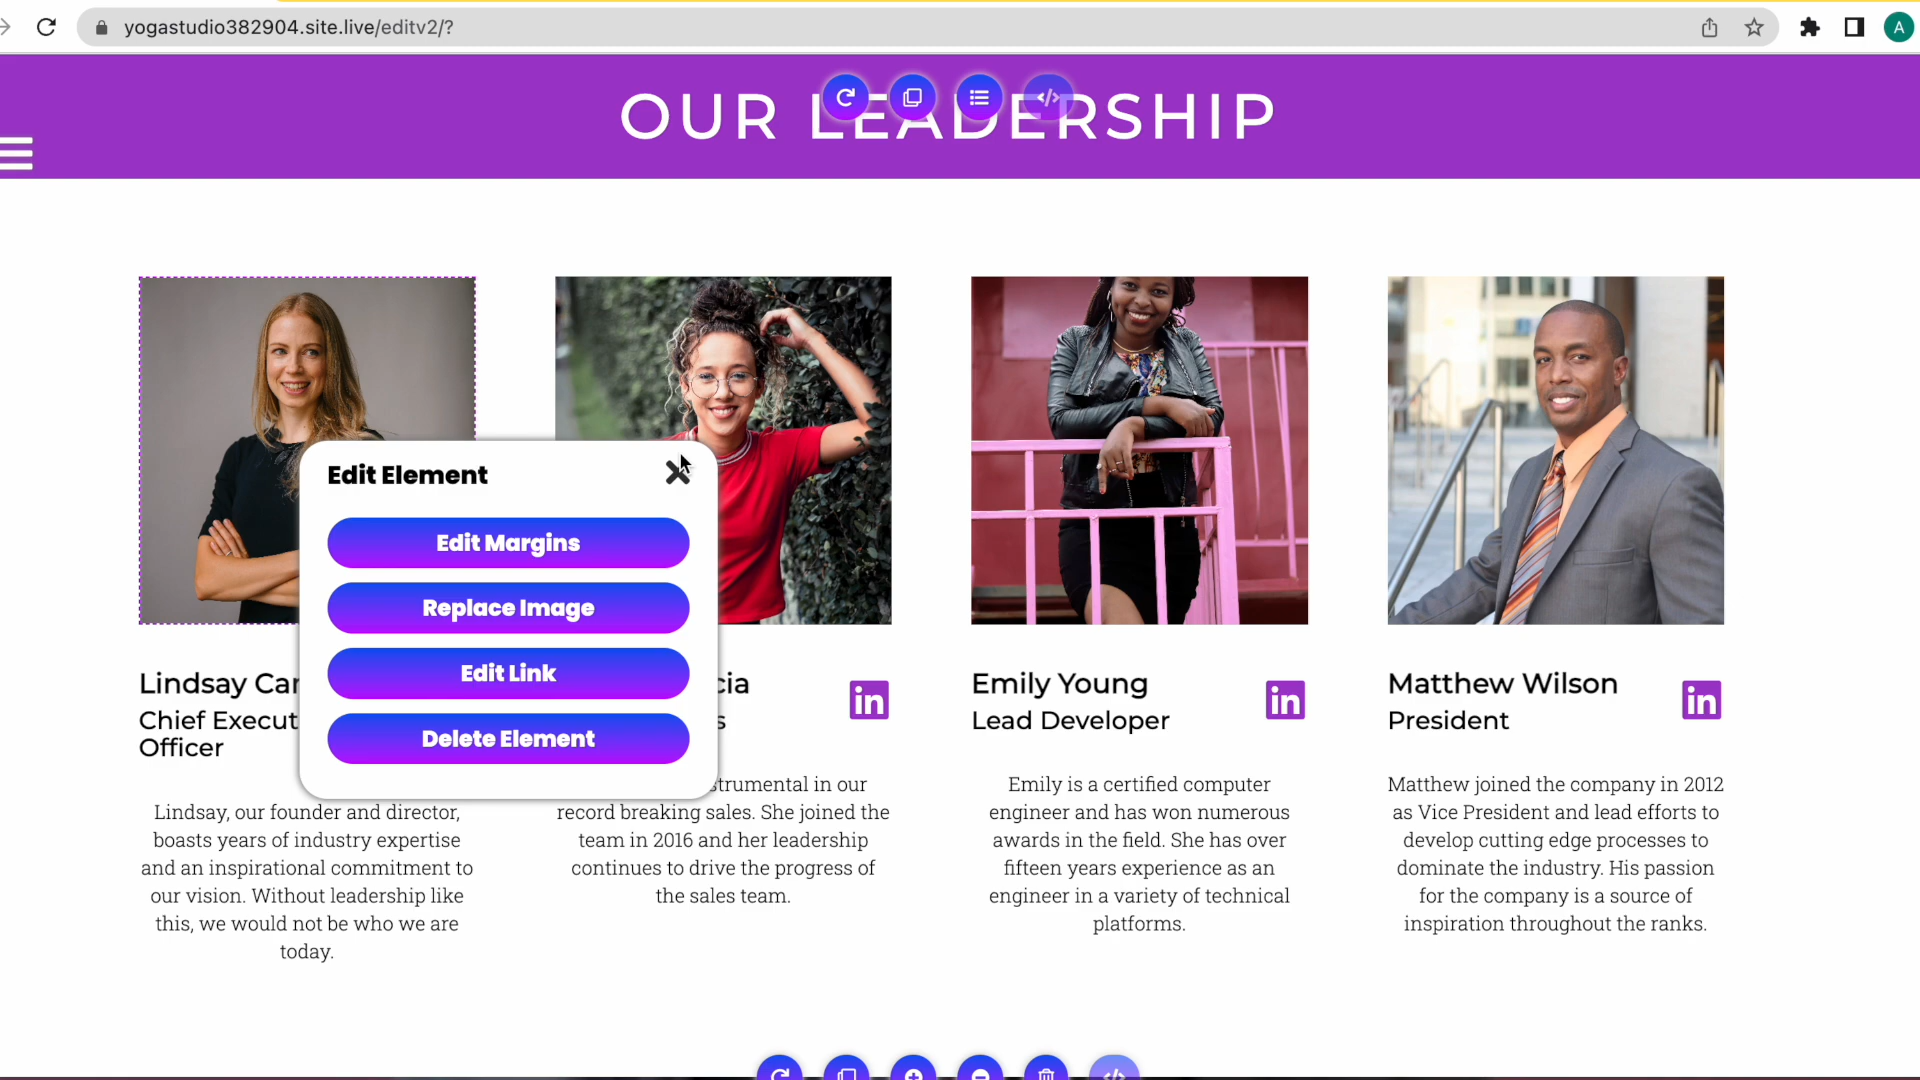 yogastudio382904.site.live/editv2/?
A
OUR LEADERSHIP
Edit Element
Edit Margins
Replace Image
Edit Link
Delete Element
Lindsay
Chief
Officer
Lindsay, our founder and director,
boasts years of industry expertise
and an inspirational commitment to
our vision. Without leadership like
this, we would not be who we are
today.
in
in our
record breaking sales. She joined the
team in 2016 and her leadership
continues to drive the progress of
the sales team.
Emily Young
in
Lead Developer
Emily is a certified computer
engineer and has won numerous
awards in the field. She has over
fifteen years experience as an
engineer in a variety of technical
platforms.
Matthew Wilson
in
President
Matthew joined the company in 2012
as Vice President and lead efforts to
develop cutting edge processes to
dominate the industry. His passion
for the company is a source of
inspiration throughout the ranks.